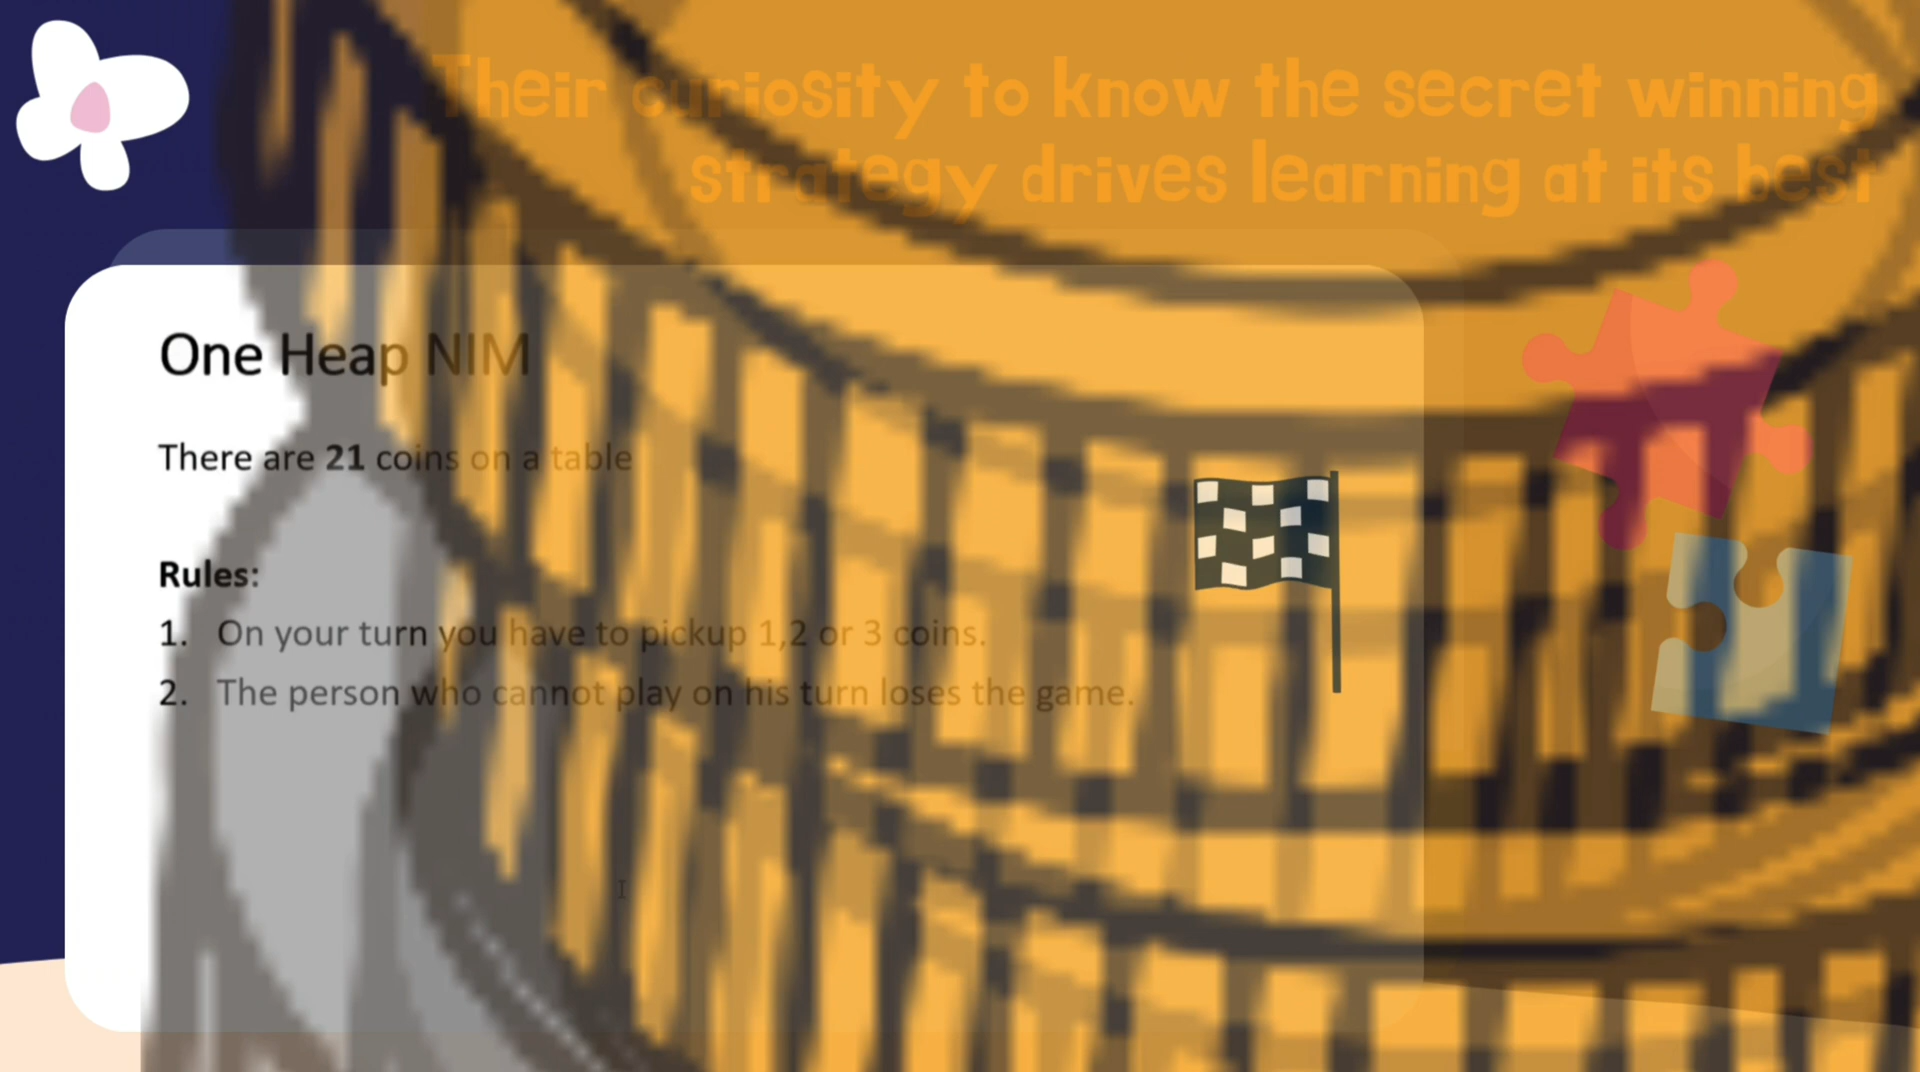 Their curiosity to know the secret winning
strategy drives learning at its best
One Heap NIM
There are 21 coins on a table
Rules:
1. On your turn you have to pickup 1,2 or 3 coins.
2. The person who cannot play on his turn loses the game.